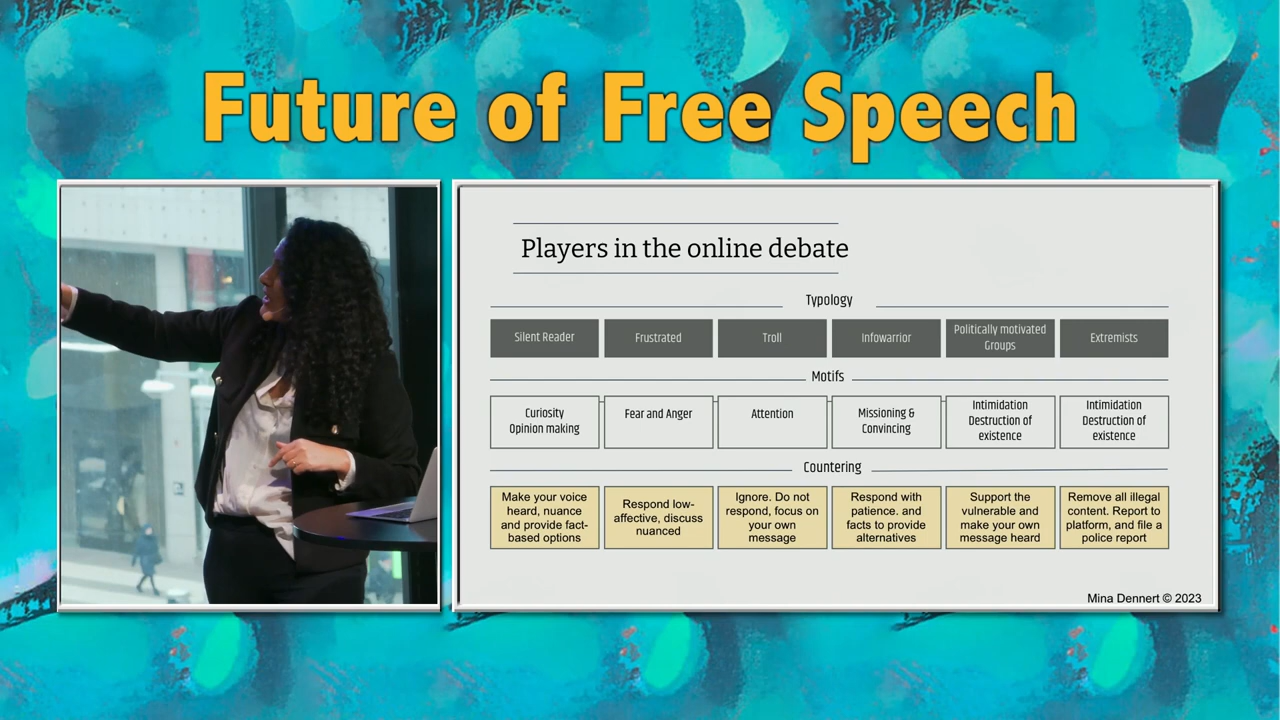 Future of Free Speech
Players in the online debate
Typology
Silent Reader
Frustrated
Troll
Infowarrior
Politically motivated
Groups
Extremists
Motifs
Curiosity
Opinion making
Fear and Anger
Attention
Missioning &
Convincing
Intimidation
Destruction of
existence
Intimidation
Destruction of
existence
Countering
Make your voice
heard, nuance
and provide fact-
based options
Respond low-
affective, discuss
nuanced
Ignore. Do not
respond, focus on
your own
message
Respond with
patience. and
facts to provide
alternatives
Support the
vulnerable and
make your own
message heard
Remove all illegal
content. Report to
platform, and file a
police report
Mina Dennert © 2023